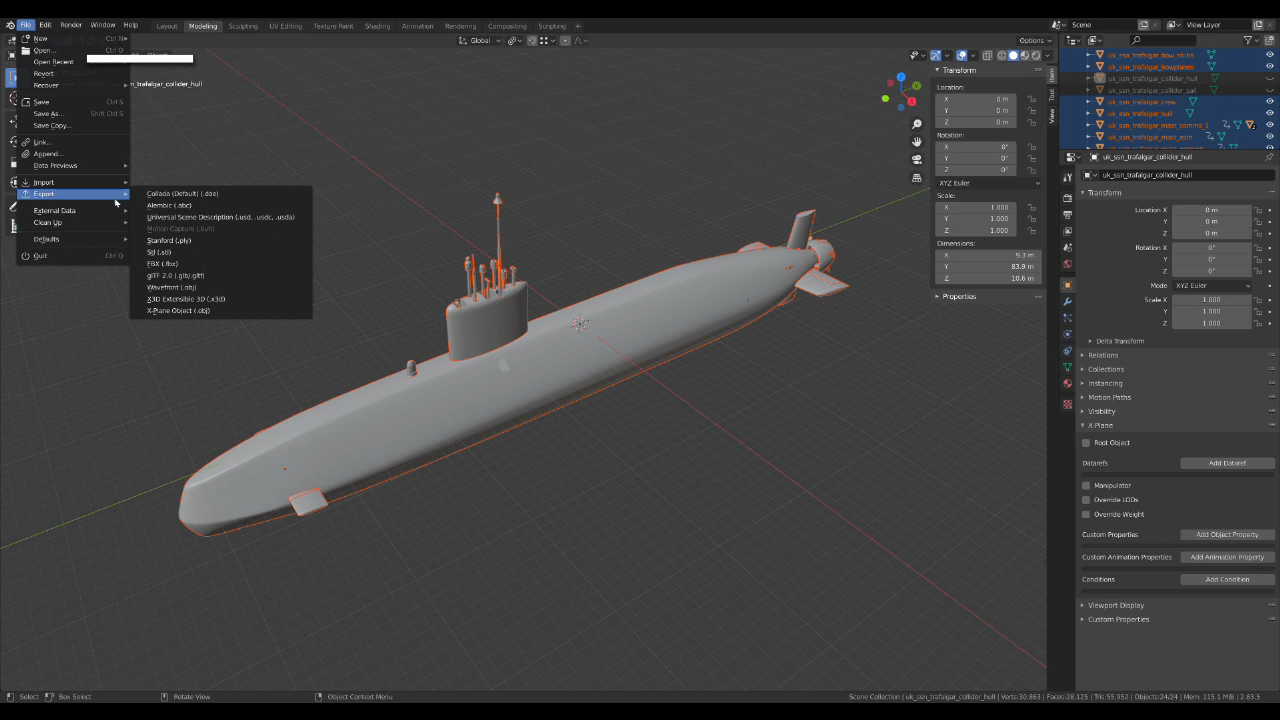 File Edit Render Window Help Layout Modeling Sculpting UV Editing Texture Paint Shading Animation Rendering Compositing Scripting Scene View Layer
New Ctrl N
Open... Ctrl O
Open Recent
Revert
Recover
Save Ctrl S
Save As... Shift Ctrl S
Save Copy...
Link...
Append...
Data Previews
Import
Export
External Data
Clean Up
Defaults
Quit Ctrl Q
Collada (Default) (.dae)
Alembic (.abc)
Universal Scene Description (.usd, .usdc, .usda)
Motion Capture (.bvh)
Stanford (.ply)
Stl (.stl)
FBX (.fbx)
glTF 2.0 (.glb/.gltf)
Wavefront (.obj)
X3D Extensible 3D (.x3d)
X-Plane Object (.obj)
_trafalgar_collider_hull
Global
Options
Transform
Location:
X 0 m
Y 0 m
Z 0 m
Rotation:
X 0°
Y 0°
Z 0°
XYZ Euler
Scale:
X 1.000
Y 1.000
Z 1.000
Dimensions:
X 9.3 m
Y 83.9 m
Z 10.6 m
Properties
Item
Tool
View
uk_ssn_trafalgar_bow_stubs
uk_ssn_trafalgar_bowplanes
uk_ssn_trafalgar_collider_hull
uk_ssn_trafalgar_collider_sail
uk_ssn_trafalgar_crew
uk_ssn_trafalgar_hull
uk_ssn_trafalgar_mast_comms_1
uk_ssn_trafalgar_mast_esm
uk_ssn_trafalgar_collider_hull
uk_ssn_trafalgar_collider_hull
Transform
Location X 0 m
Y 0 m
Z 0 m
Rotation X 0°
Y 0°
Z 0°
Mode XYZ Euler
Scale X 1.000
Y 1.000
Z 1.000
Delta Transform
Relations
Collections
Instancing
Motion Paths
Visibility
X-Plane
Root Object
Datarefs Add Dataref
Manipulator
Override LODs
Override Weight
Custom Properties Add Object Property
Custom Animation Properties Add Animation Property
Conditions Add Condition
Viewport Display
Custom Properties
Select Box Select Rotate View Object Context Menu Scene Collection | uk_ssn_trafalgar_collider_hull | Verts:30,863 | Faces:28,125 | Tris:55,932 | Objects:24/24 | Mem: 115.1 MiB | 2.83.5